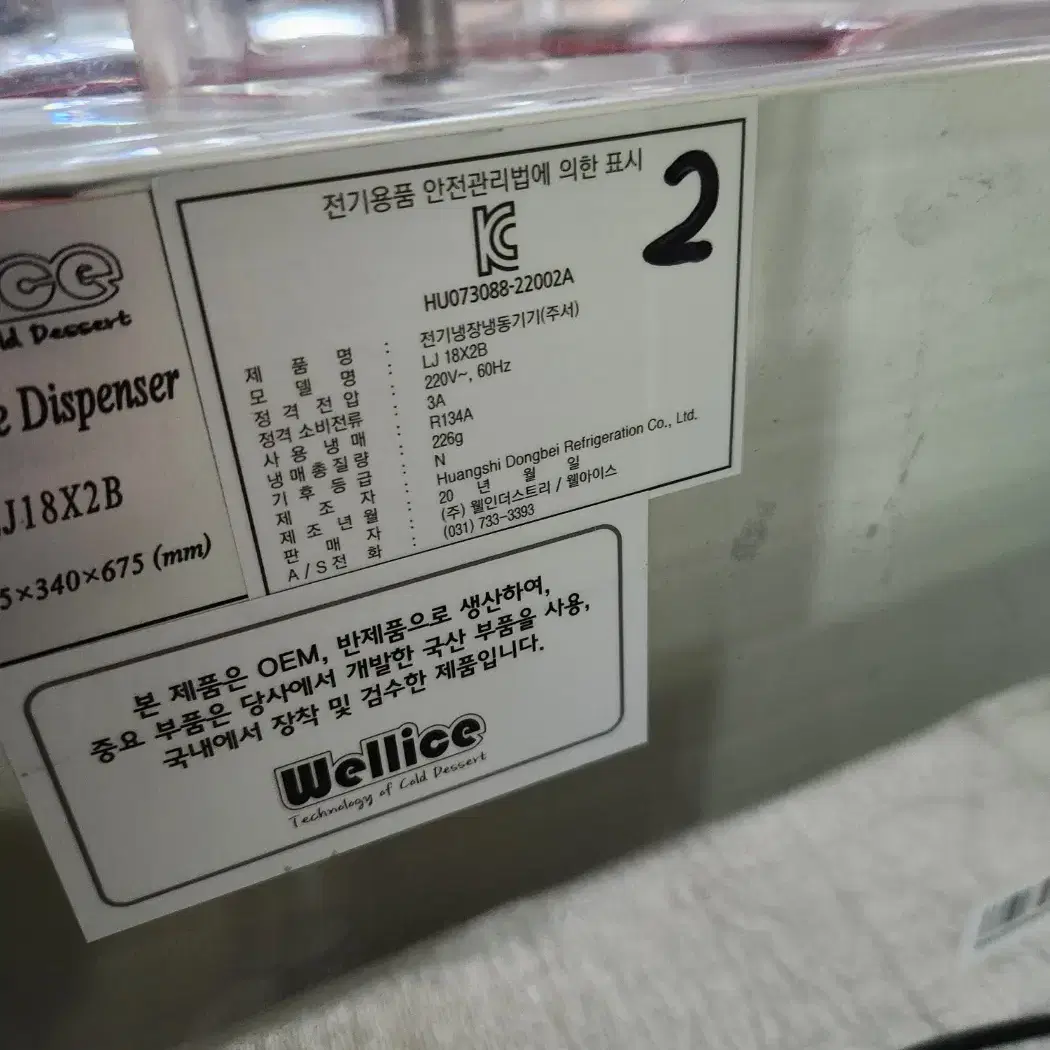 전기용품 안전관리법에 의한 표시
2
HU073088-22002A
제 품 명 : 전기냉장냉동기기(주서)
모 델 명 : LJ 18X2B
정 격 전 압 : 220V~, 60Hz
정격 소비전류 : 3A
사 용 냉 매 : R134A
냉 매 총 질 량 : 226g
기 후 등 급 : N
제 조 자 : Huangshi Dongbei Refrigeration Co., Ltd.
제 조 년 월 : 20 년 월 일
판 매 자 : (주) 웰인더스트리 / 웰아이스
A/S 전 화 : (031) 733-3393
ice
ld Dessert
e Dispenser
J18X2B
5×340×675 (mm)
본 제품은 OEM, 반제품으로 생산하여,
중요 부품은 당사에서 개발한 국산 부품을 사용,
국내에서 장착 및 검수한 제품입니다.
Wellice
Technology of Cold Dessert